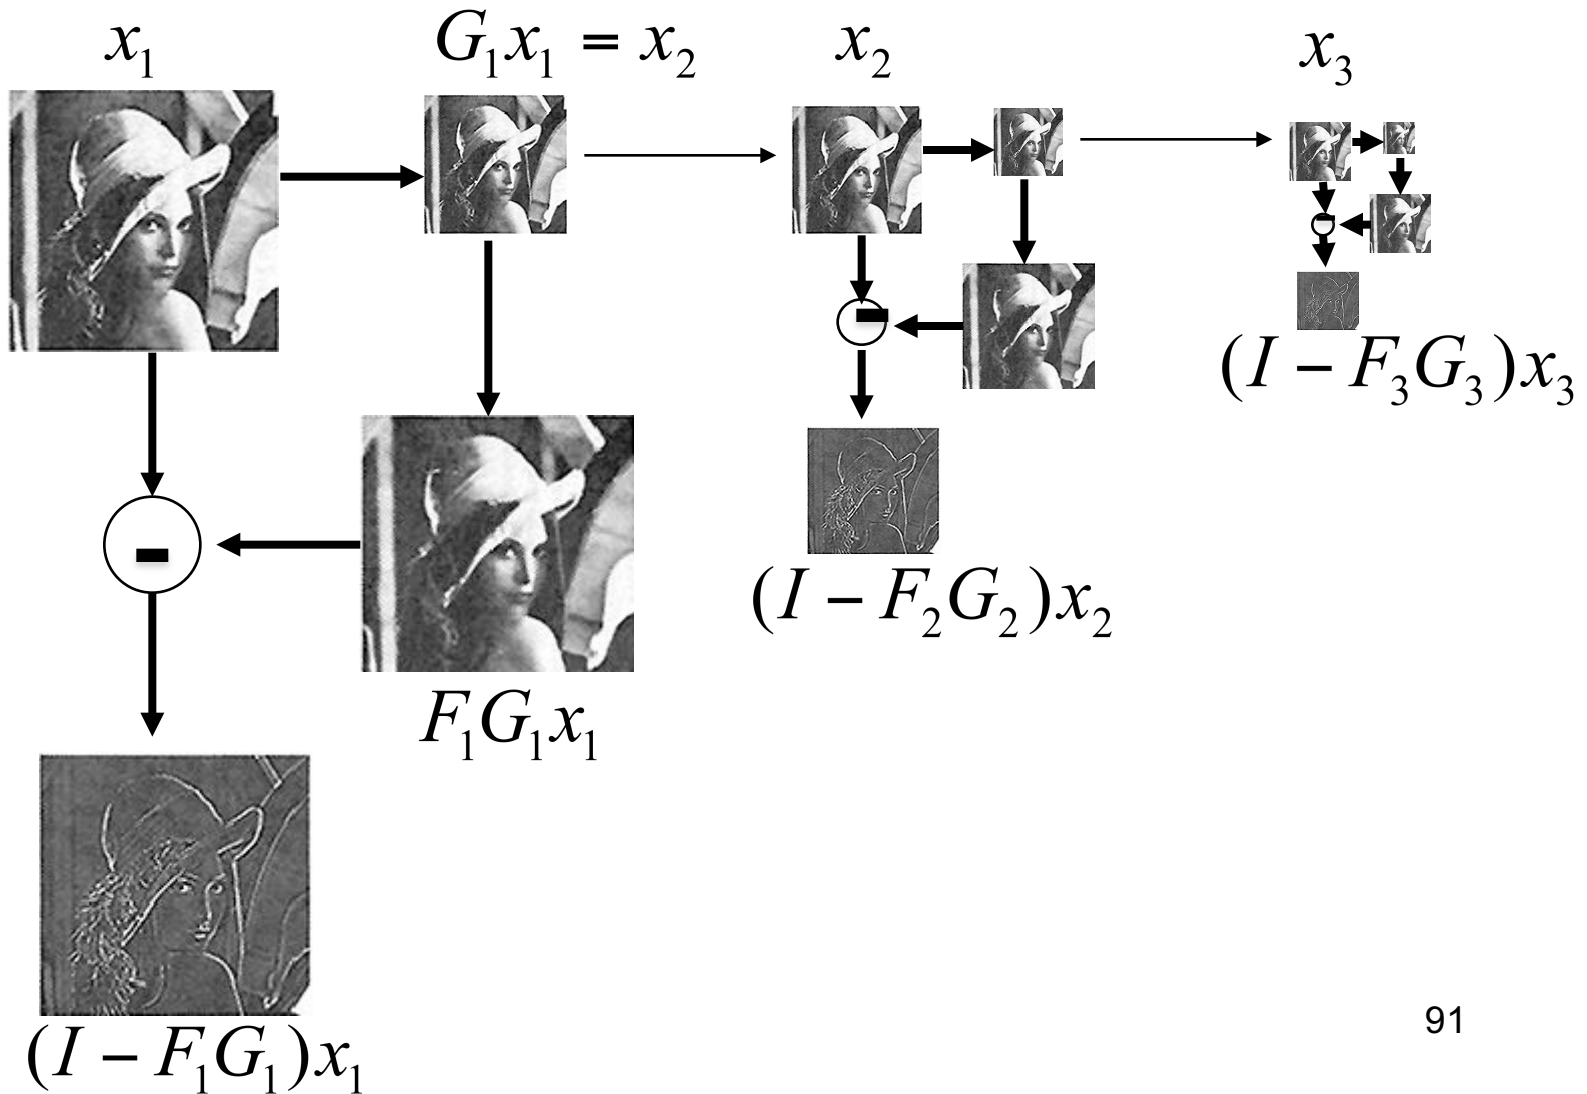 x₁
G₁x₁ = x₂
x₂
x₃
(I − F₃G₃)x₃
(I − F₂G₂)x₂
F₁G₁x₁
(I − F₁G₁)x₁
91